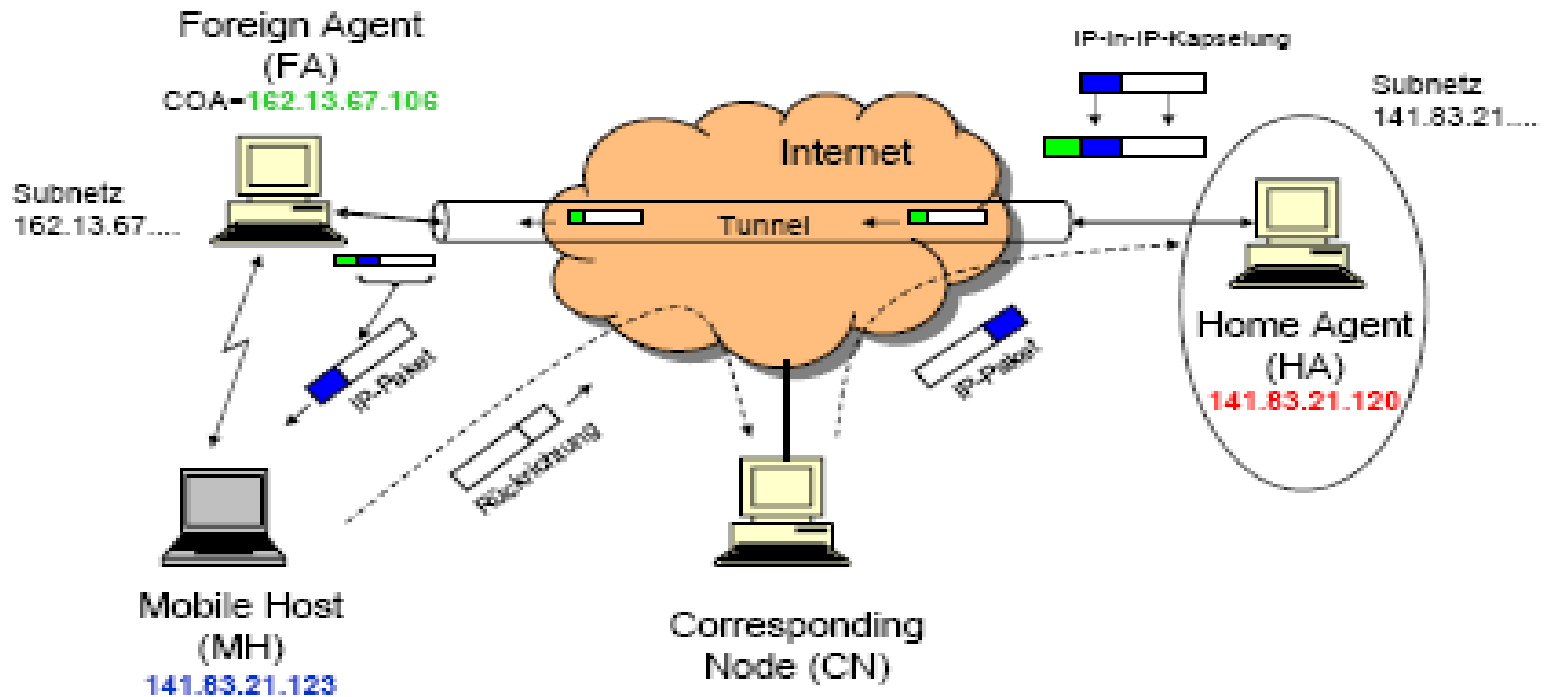 Foreign Agent
(FA)
COA=162.13.67.106
IP-in-IP-Kapselung
Subnetz
141.83.21....
Internet
Subnetz
162.13.67....
Tunnel
IP-Paket
Rückrichtung
IP-Paket
Home Agent
(HA)
141.83.21.120
Mobile Host
(MH)
141.83.21.123
Corresponding
Node (CN)